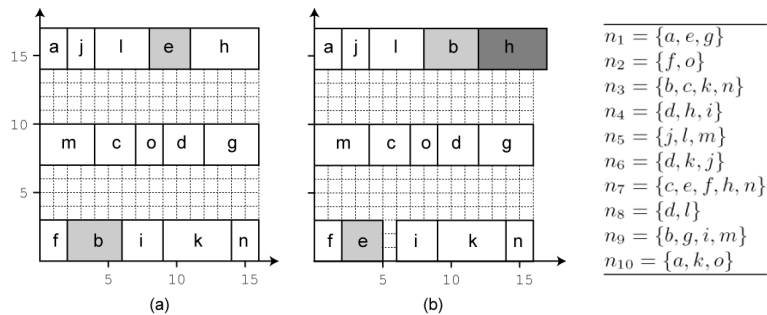 a j l e h
15
m c o d g
10
5
f b i k n
5 10 15
(a)
a j l b h
m c o d g
f e i k n
5 10 15
(b)
n₁ = {a, e, g}
n₂ = {f, o}
n₃ = {b, c, k, n}
n₄ = {d, h, i}
n₅ = {j, l, m}
n₆ = {d, k, j}
n₇ = {c, e, f, h, n}
n₈ = {d, l}
n₉ = {b, g, i, m}
n₁₀ = {a, k, o}